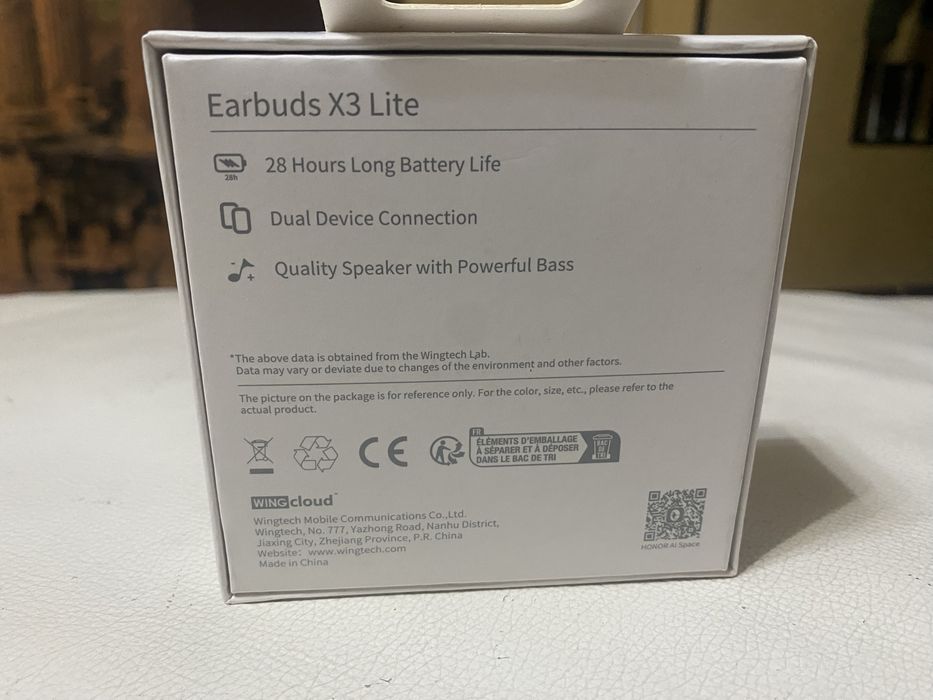 Earbuds X3 Lite
28h
28 Hours Long Battery Life
Dual Device Connection
Quality Speaker with Powerful Bass
*The above data is obtained from the Wingtech Lab.
Data may vary or deviate due to changes of the environment and other factors.
The picture on the package is for reference only. For the color, size, etc., please refer to the
actual product.
CE
FR
ÉLÉMENTS D'EMBALLAGE
À SÉPARER ET À DÉPOSER
DANS LE BAC DE TRI
BAC
DE
TRI
WINGcloud™
Wingtech Mobile Communications Co.,Ltd.
Wingtech, No. 777, Yazhong Road, Nanhu District,
Jiaxing City, Zhejiang Province, P.R. China
Website: www.wingtech.com
Made in China
HONOR AI Space